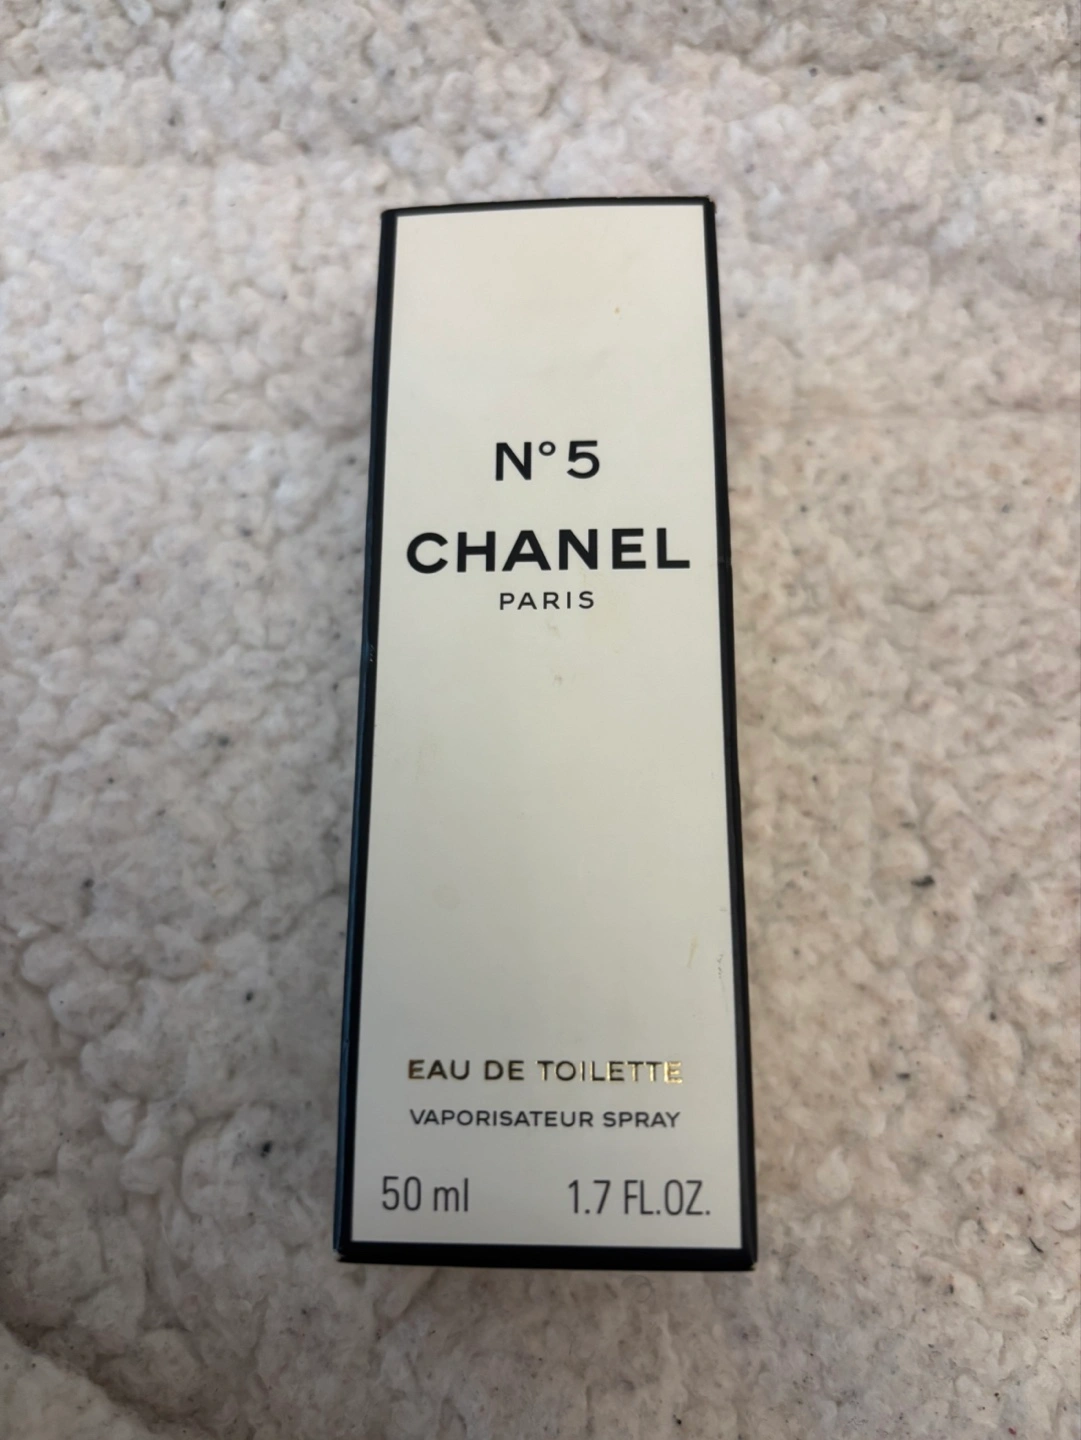 N°5
CHANEL
PARIS
EAU DE TOILETTE
VAPORISATEUR SPRAY
50 ml 1.7 FL.OZ.